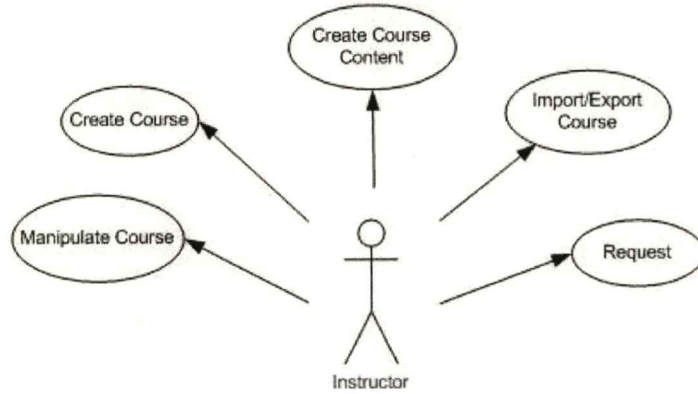 Create Course
Content
Create Course
Import/Export
Course
Manipulate Course
Request
Instructor